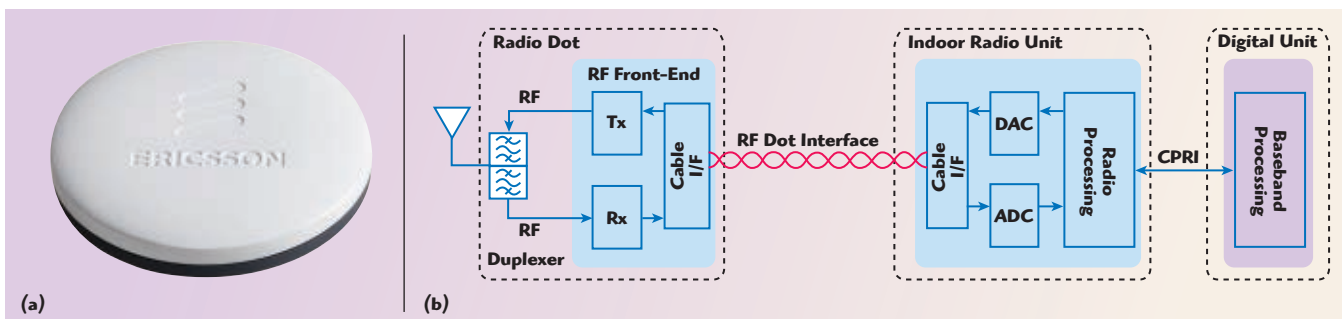 ERICSSON
(a)
Radio Dot
RF Front-End
RF
Tx
Rx
RF
Cable
I/F
Duplexer
(b)
RF Dot Interface
Indoor Radio Unit
Cable
I/F
DAC
ADC
Radio
Processing
CPRI
Digital Unit
Baseband
Processing